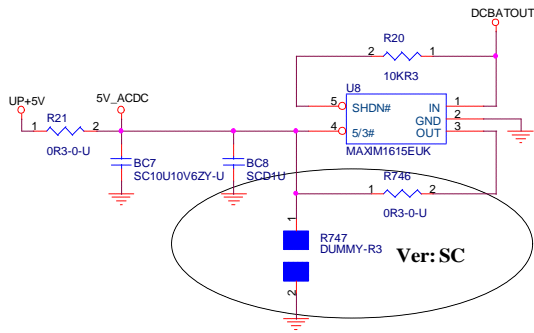 DCBATOUT
R20
2 1
10KR3
U8
UP+5V
R21
5V_ACDC
5 SHDN# IN 1
GND 2
1 2
4 5/3# OUT 3
0R3-0-U
MAXIM1615EUK
BC7
SC10U10V6ZY-U
BC8
SCD1U
R746
1 2
0R3-0-U
1
R747
DUMMY-R3
Ver: SC
2